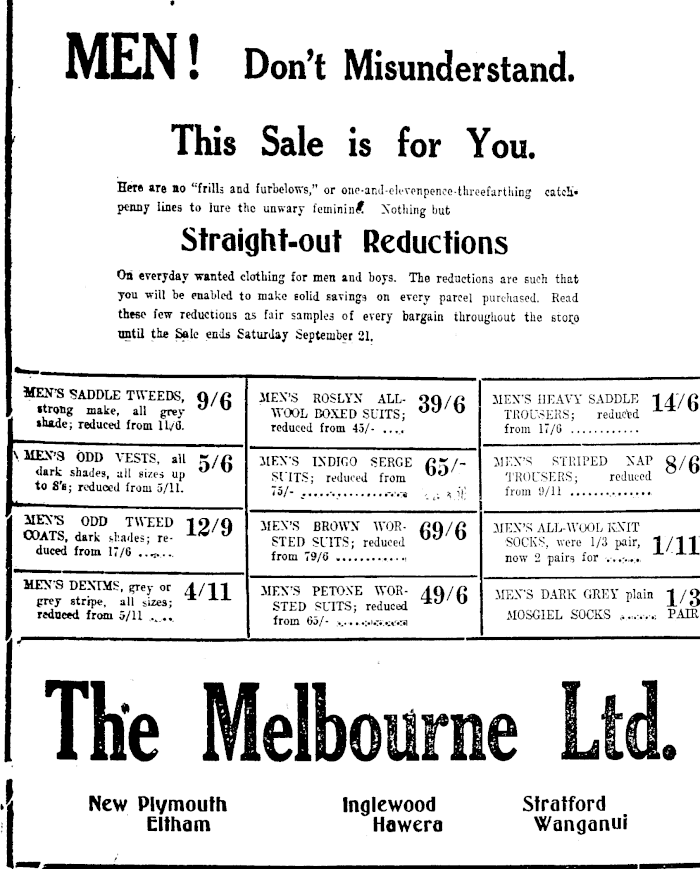 MEN! Don't Misunderstand.
This Sale is for You.
Here are no "frills and furbelows," or one-and-elevenpence-threefarthing catch-
penny lines to lure the unwary feminine. Nothing but
Straight-out Reductions
On everyday wanted clothing for men and boys. The reductions are such that
you will be enabled to make solid savings on every parcel purchased. Read
these few reductions as fair samples of every bargain throughout the store
until the Sale ends Saturday September 21.
MEN'S SADDLE TWEEDS, 9/6
strong make, all grey
shade; reduced from 11/6.
MEN'S ODD VESTS, all 5/6
dark shades, all sizes up
to 8's; reduced from 5/11.
MEN'S ODD TWEED 12/9
COATS, dark shades; re-
duced from 17/6 ......
MEN'S DENIMS, grey or 4/11
grey stripe, all sizes;
reduced from 5/11 .....
MEN'S ROSLYN ALL- 39/6
WOOL BOXED SUITS;
reduced from 45/- ....
MEN'S INDIGO SERGE 65/-
SUITS; reduced from
75/- ..................
MEN'S BROWN WOR- 69/6
STED SUITS; reduced
from 79/6 ............
MEN'S PETONE WOR- 49/6
STED SUITS; reduced
from 65/- ............
MEN'S HEAVY SADDLE 14/6
TROUSERS; reduced
from 17/6 ............
MEN'S STRIPED NAP 8/6
TROUSERS; reduced
from 9/11 ..............
MEN'S ALL-WOOL KNIT
SOCKS, were 1/3 pair, 1/11
now 2 pairs for ......
MEN'S DARK GREY plain 1/3
MOSGIEL SOCKS ...... PAIR
The Melbourne Ltd.
New Plymouth Inglewood Stratford
Eltham Hawera Wanganui